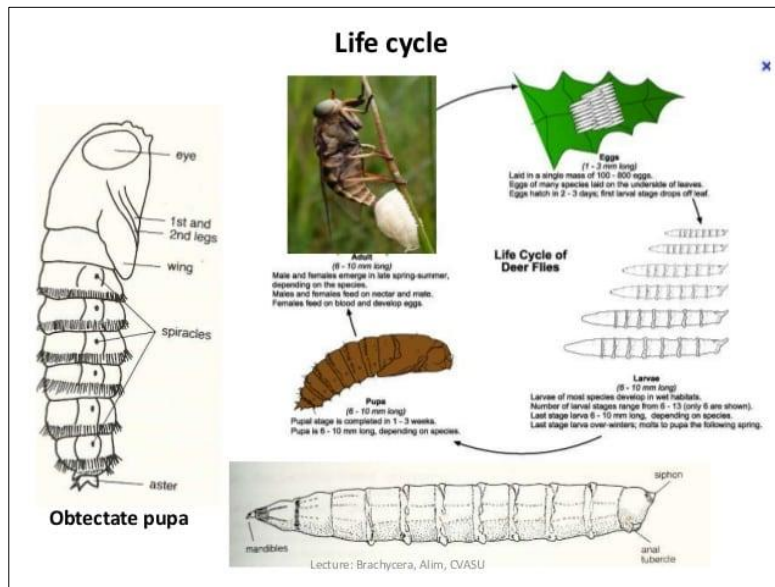 Life cycle
eye
1st and
2nd legs
wing
spiracles
aster
Obtectate pupa
Eggs
(1 - 3 mm long)
Laid in a single mass of 100 - 800 eggs.
Eggs of many species laid on the underside of leaves.
Eggs hatch in 2 - 3 days; first larval stage drops off leaf.
Adult
(6 - 10 mm long)
Male and females emerge in late spring-summer,
depending on the species.
Males and females feed on nectar and mate.
Females feed on blood and develop eggs.
Life Cycle of
Deer Flies
Larvae
(6 - 10 mm long)
Larvae of most species develop in wet habitats.
Number of larval stages range from 6 - 13 (only 6 are shown).
Last stage larva 6 - 10 mm long, depending on species.
Last stage larva over-winters; molts to pupa the following spring.
Pupa
(6 - 10 mm long)
Pupal stage is completed in 1 - 3 weeks.
Pupa is 6 - 10 mm long, depending on species.
siphon
mandibles
anal
tubercle
Lecture: Brachycera, Alim, CVASU